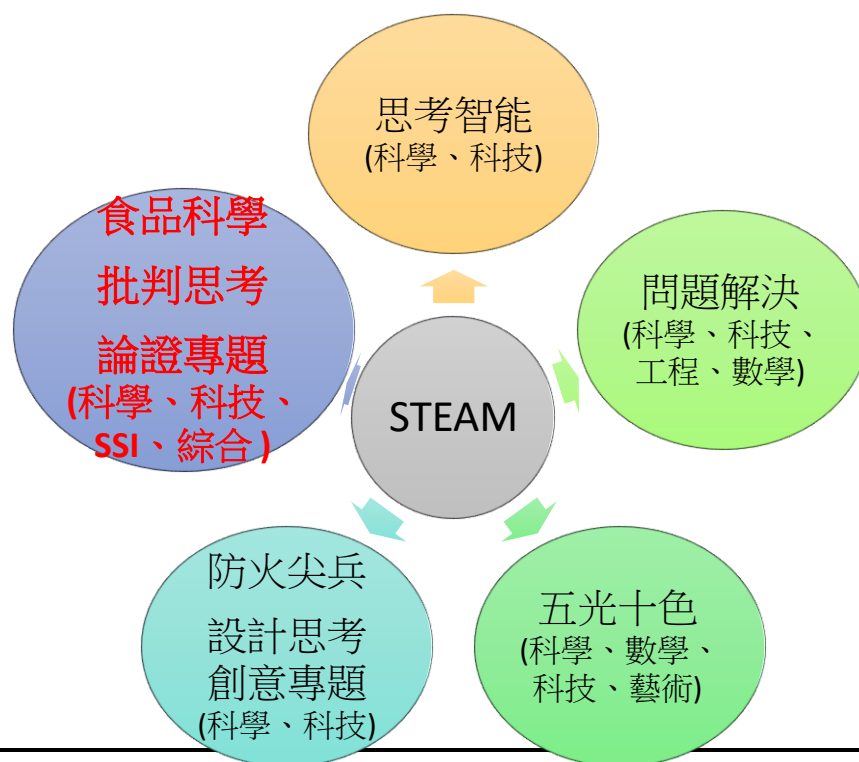 思考智能
(科學、科技)
問題解決
(科學、科技、
工程、數學)
五光十色
(科學、數學、
科技、藝術)
防火尖兵
設計思考
創意專題
(科學、科技)
食品科學
批判思考
論證專題
(科學、科技、
SSI、綜合 )
STEAM